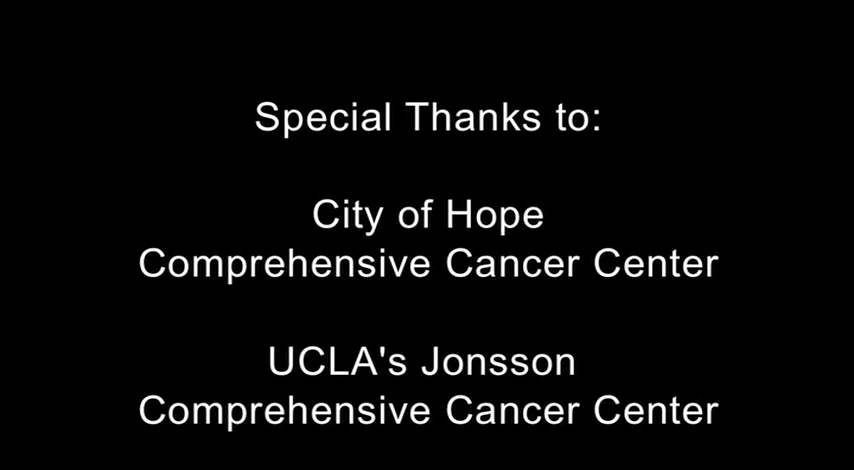 Special Thanks to:
City of Hope
Comprehensive Cancer Center
UCLA's Jonsson
Comprehensive Cancer Center